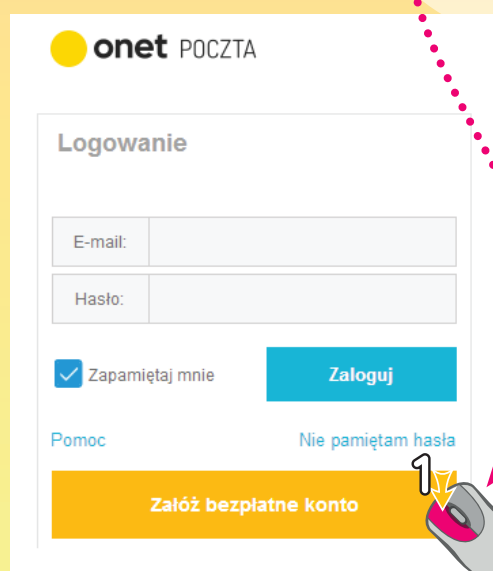 onet POCZTA
Logowanie
E-mail:
Hasło:
Zapamiętaj mnie
Zaloguj
Pomoc
Nie pamiętam hasła
1
Załóż bezpłatne konto